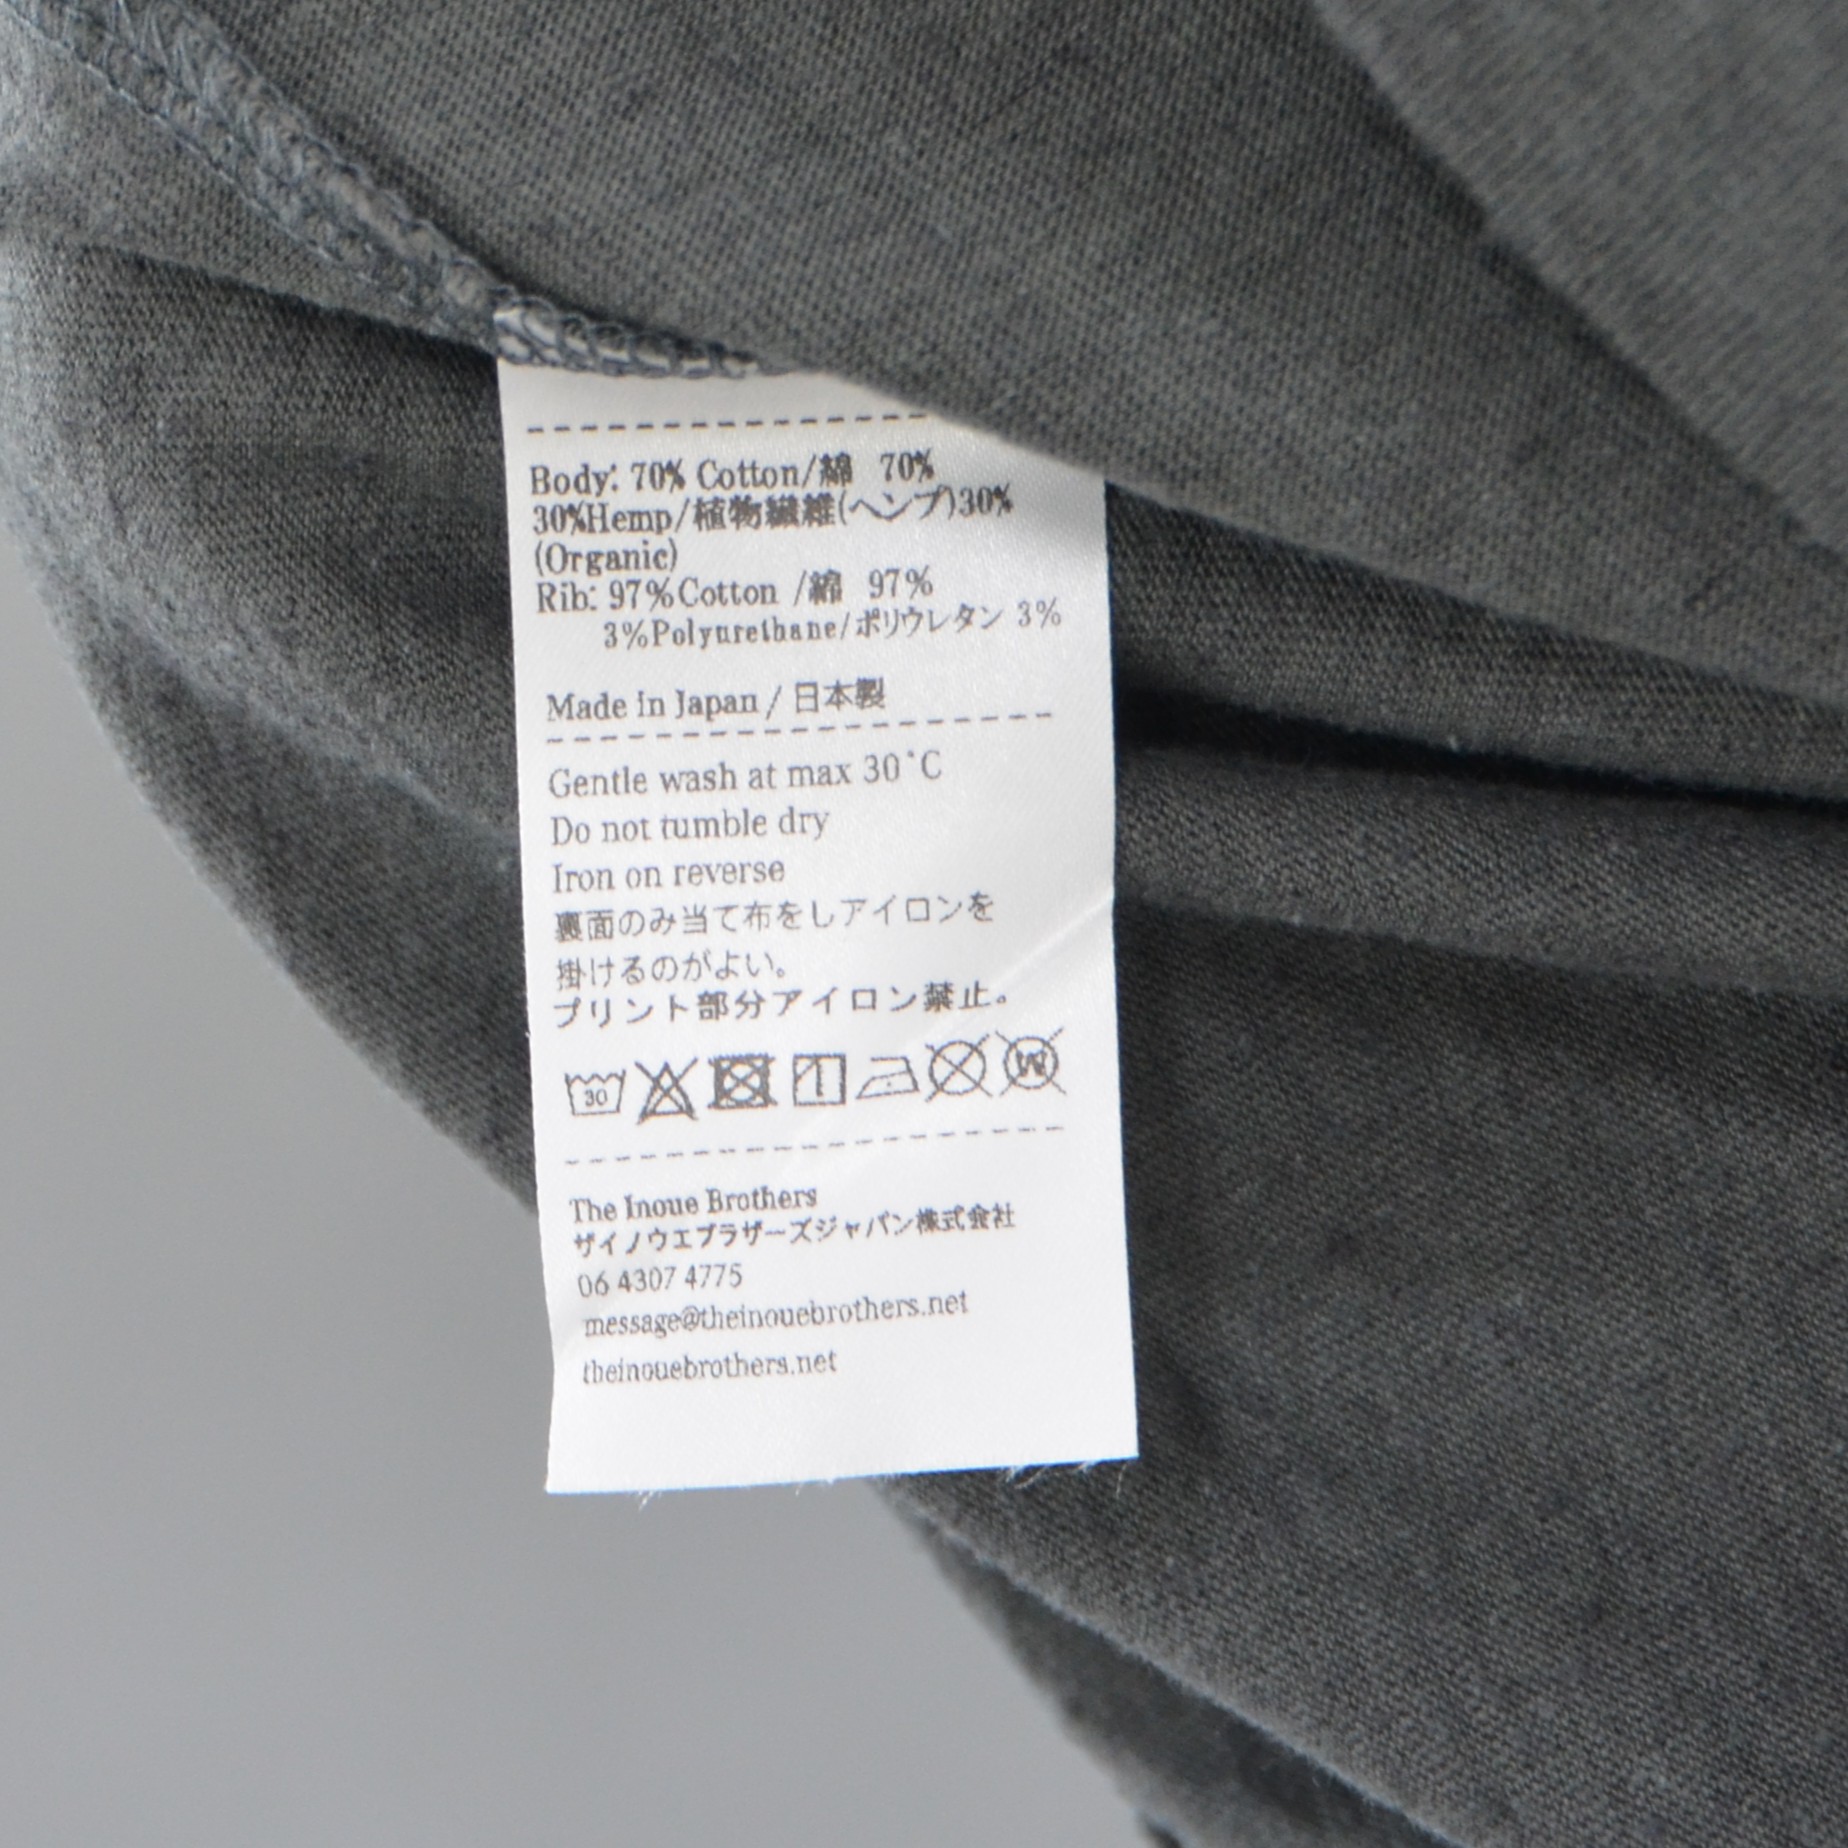 Body: 70% Cotton/綿 70%
30%Hemp/植物繊維(ヘンプ)30%
(Organic)
Rib: 97%Cotton /綿 97%
3%Polyurethane/ポリウレタン 3%
Made in Japan / 日本製
Gentle wash at max 30°C
Do not tumble dry
Iron on reverse
裏面のみ当て布をしアイロンを
掛けるのがよい。
プリント部分アイロン禁止。
30 W
The Inoue Brothers
ザイノウエブラザーズジャパン株式会社
06 4307 4775
message@theinouebrothers.net
theinouebrothers.net